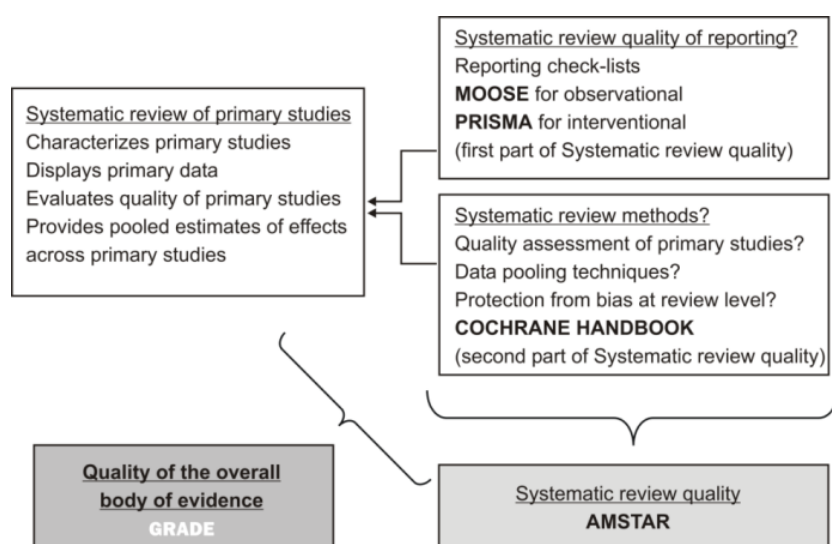 Systematic review of primary studies
Characterizes primary studies
Displays primary data
Evaluates quality of primary studies
Provides pooled estimates of effects
across primary studies
Systematic review quality of reporting?
Reporting check-lists
MOOSE for observational
PRISMA for interventional
(first part of Systematic review quality)
Systematic review methods?
Quality assessment of primary studies?
Data pooling techniques?
Protection from bias at review level?
COCHRANE HANDBOOK
(second part of Systematic review quality)
Quality of the overall
body of evidence
GRADE
Systematic review quality
AMSTAR